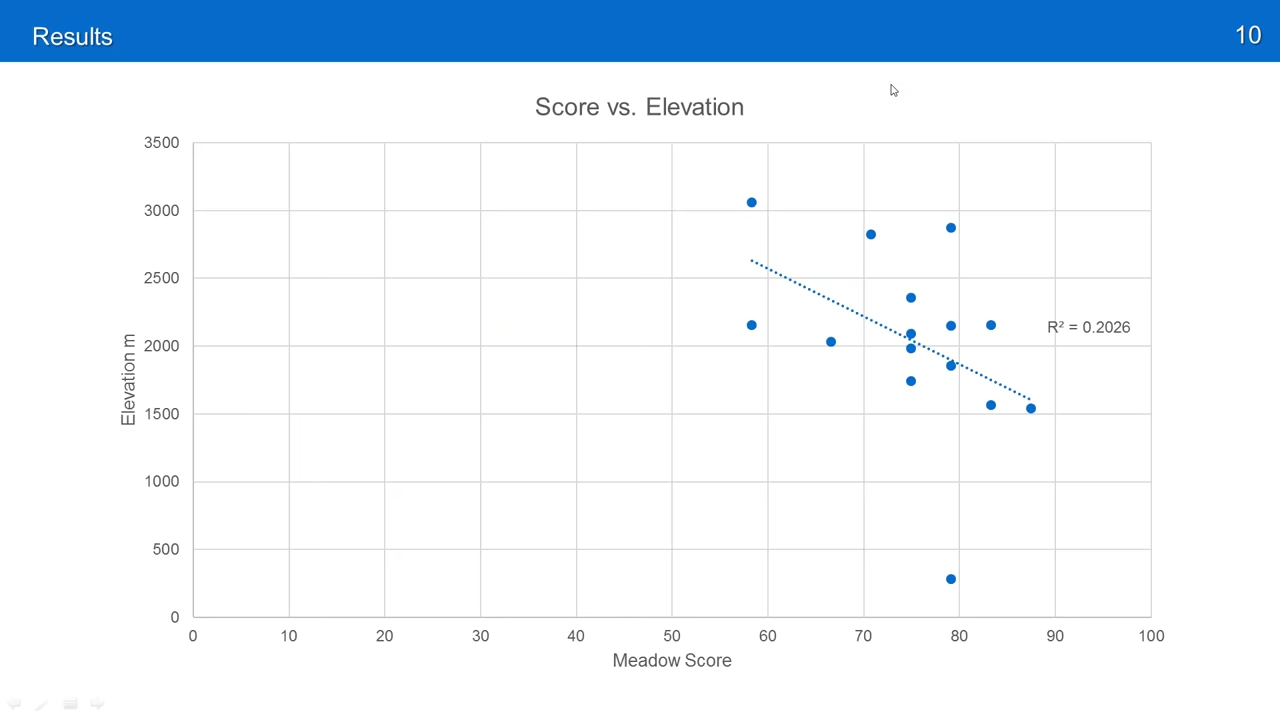 Results
10
Score vs. Elevation
3500
3000
2500
2000
1500
1000
500
0
Elevation m
R² = 0.2026
0 10 20 30 40 50 60 70 80 90 100
Meadow Score